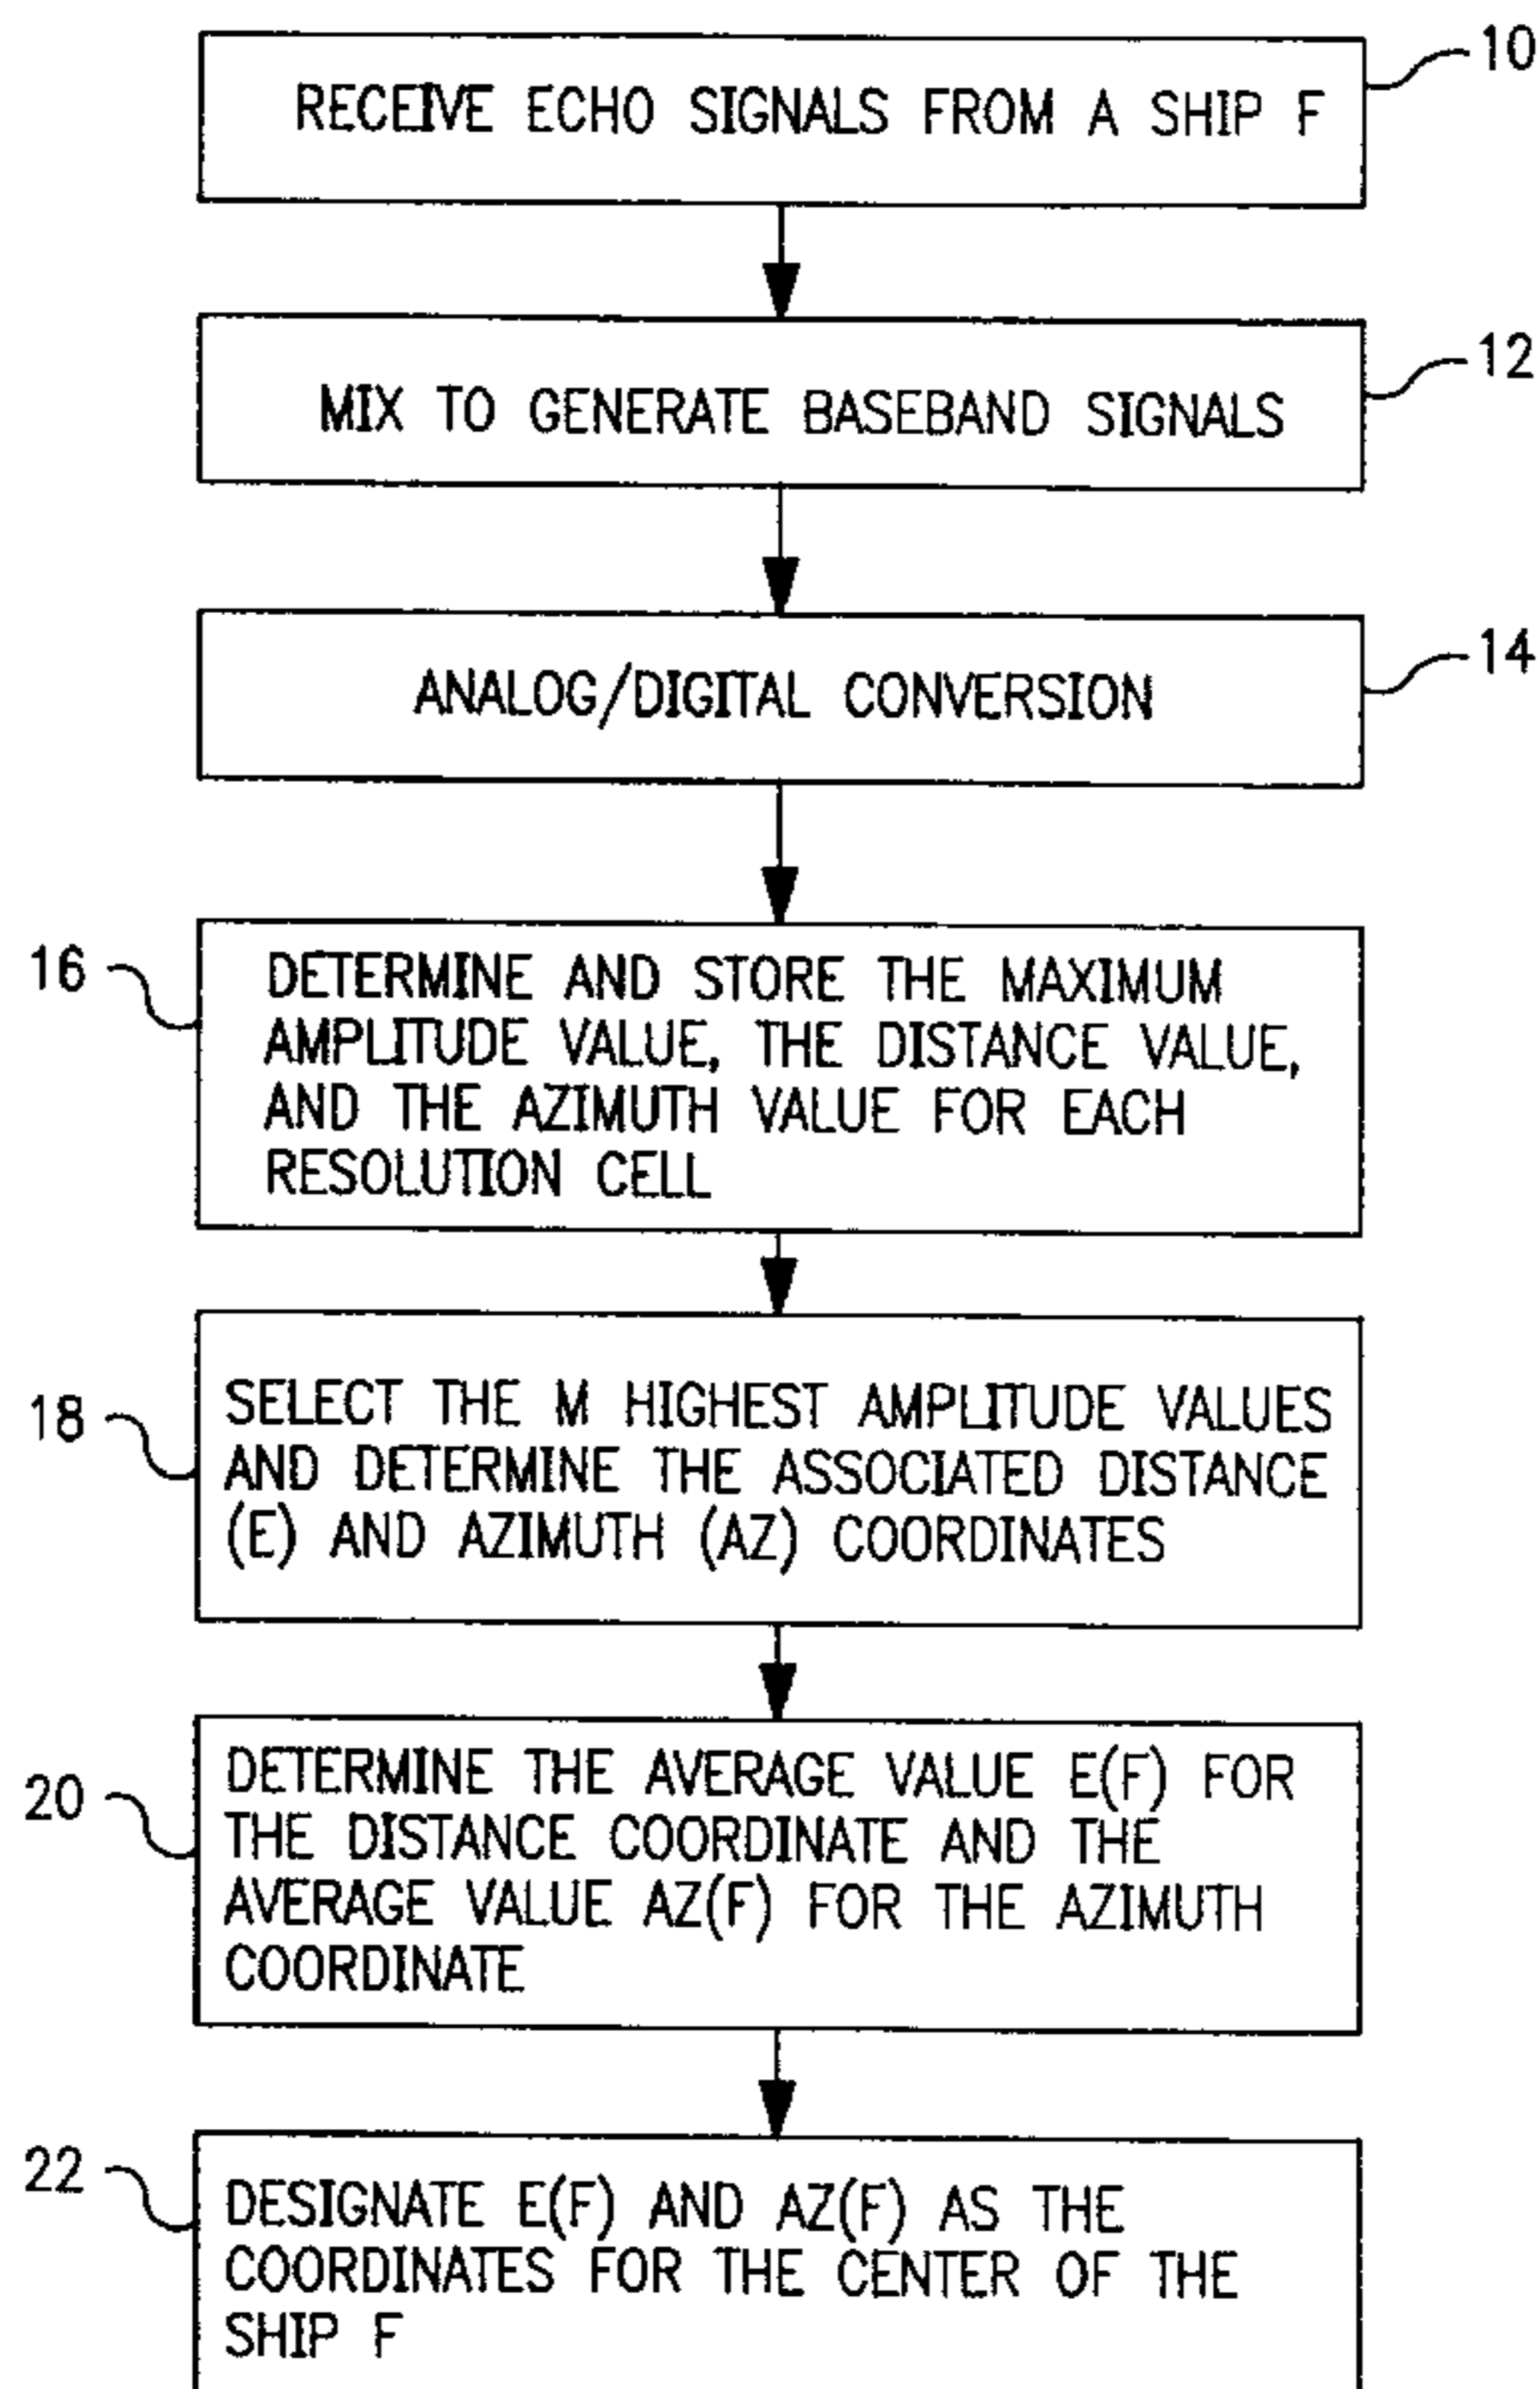 10
RECEIVE ECHO SIGNALS FROM A SHIP F
12
MIX TO GENERATE BASEBAND SIGNALS
14
ANALOG/DIGITAL CONVERSION
16
DETERMINE AND STORE THE MAXIMUM
AMPLITUDE VALUE, THE DISTANCE VALUE,
AND THE AZIMUTH VALUE FOR EACH
RESOLUTION CELL
18
SELECT THE M HIGHEST AMPLITUDE VALUES
AND DETERMINE THE ASSOCIATED DISTANCE
(E) AND AZIMUTH (AZ) COORDINATES
20
DETERMINE THE AVERAGE VALUE E(F) FOR
THE DISTANCE COORDINATE AND THE
AVERAGE VALUE AZ(F) FOR THE AZIMUTH
COORDINATE
22
DESIGNATE E(F) AND AZ(F) AS THE
COORDINATES FOR THE CENTER OF THE
SHIP F